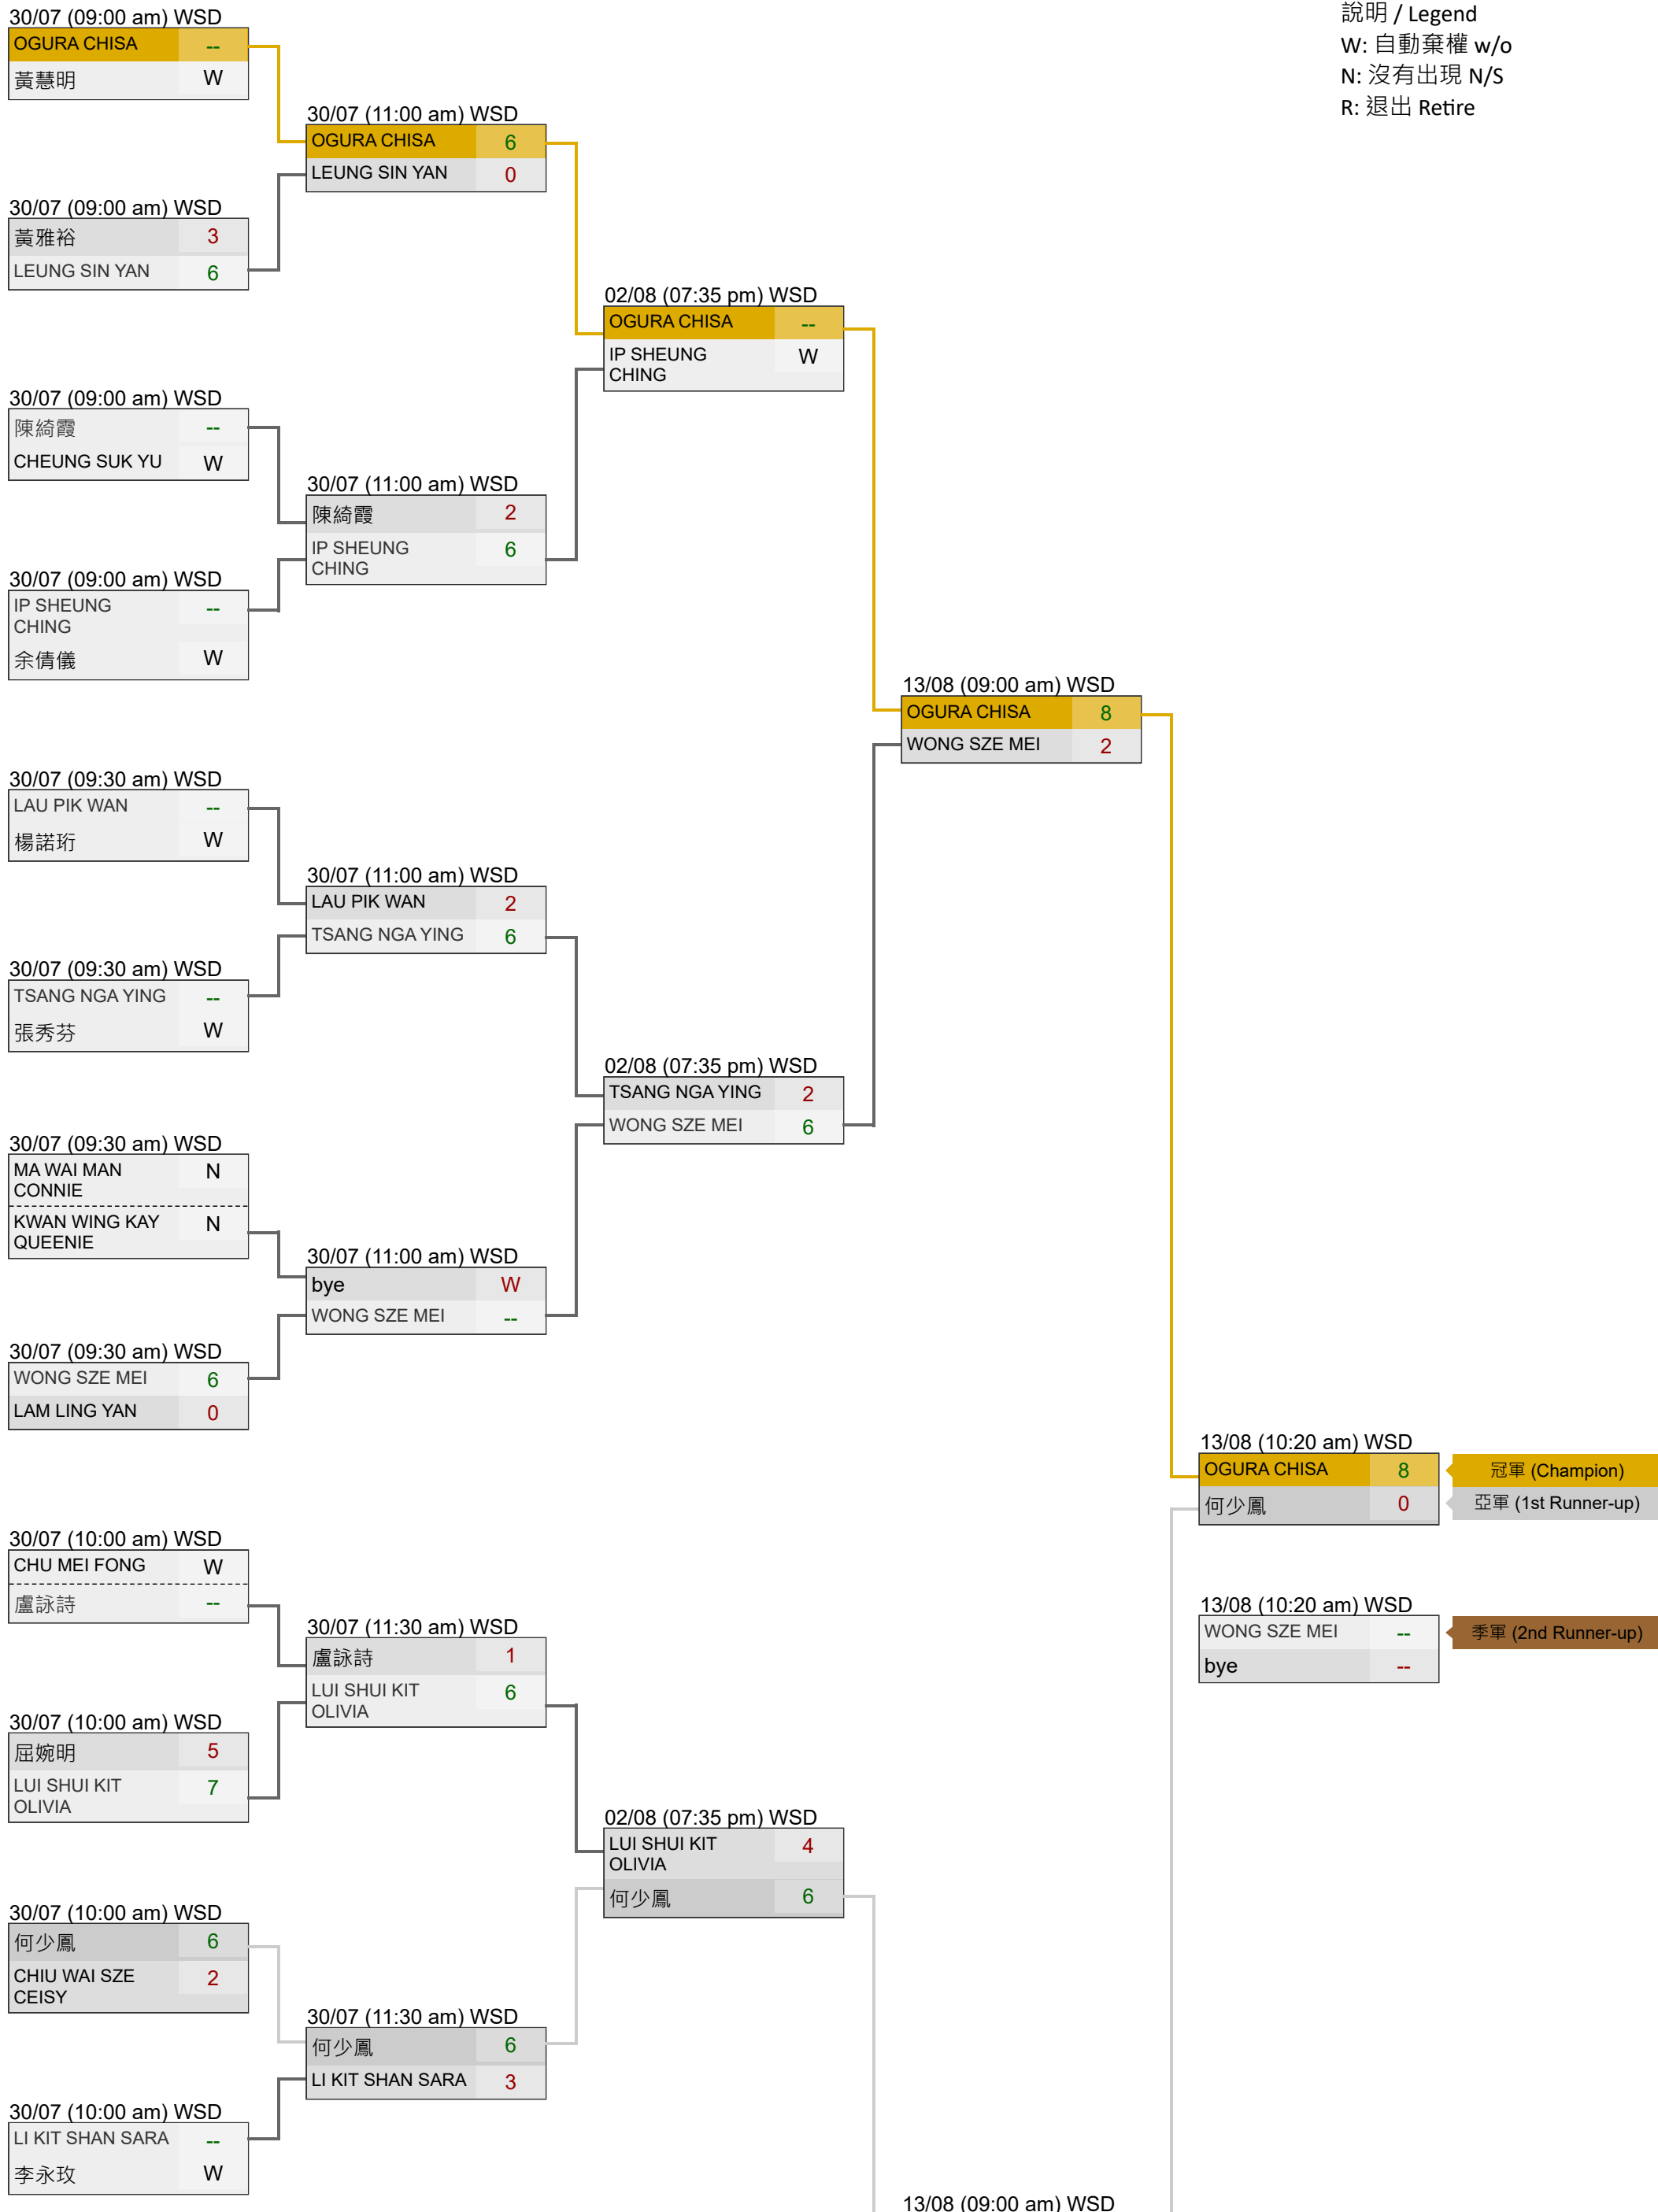 說明 / Legend
W: 自動棄權 w/o
N: 沒有出現 N/S
R: 退出 Retire
30/07 (09:00 am) WSD
OGURA CHISA --
黃慧明 W
30/07 (09:00 am) WSD
黃雅裕 3
LEUNG SIN YAN 6
30/07 (09:00 am) WSD
陳綺霞 --
CHEUNG SUK YU W
30/07 (09:00 am) WSD
IP SHEUNG --
CHING
余倩儀 W
30/07 (09:30 am) WSD
LAU PIK WAN --
楊諾珩 W
30/07 (09:30 am) WSD
TSANG NGA YING --
張秀芬 W
30/07 (09:30 am) WSD
MA WAI MAN N
CONNIE
KWAN WING KAY N
QUEENIE
30/07 (09:30 am) WSD
WONG SZE MEI 6
LAM LING YAN 0
30/07 (10:00 am) WSD
CHU MEI FONG W
盧詠詩 --
30/07 (10:00 am) WSD
屈婉明 5
LUI SHUI KIT 7
OLIVIA
30/07 (10:00 am) WSD
何少鳳 6
CHIU WAI SZE 2
CEISY
30/07 (10:00 am) WSD
LI KIT SHAN SARA --
李永玫 W
30/07 (11:00 am) WSD
OGURA CHISA 6
LEUNG SIN YAN 0
30/07 (11:00 am) WSD
陳綺霞 2
IP SHEUNG 6
CHING
30/07 (11:00 am) WSD
LAU PIK WAN 2
TSANG NGA YING 6
30/07 (11:00 am) WSD
bye W
WONG SZE MEI --
30/07 (11:30 am) WSD
盧詠詩 1
LUI SHUI KIT 6
OLIVIA
30/07 (11:30 am) WSD
何少鳳 6
LI KIT SHAN SARA 3
02/08 (07:35 pm) WSD
OGURA CHISA --
IP SHEUNG W
CHING
02/08 (07:35 pm) WSD
TSANG NGA YING 2
WONG SZE MEI 6
02/08 (07:35 pm) WSD
LUI SHUI KIT 4
OLIVIA
何少鳳 6
13/08 (09:00 am) WSD
OGURA CHISA 8
WONG SZE MEI 2
13/08 (09:00 am) WSD
13/08 (10:20 am) WSD
OGURA CHISA 8 冠軍 (Champion)
何少鳳 0 亞軍 (1st Runner-up)
13/08 (10:20 am) WSD
WONG SZE MEI -- 季軍 (2nd Runner-up)
bye --